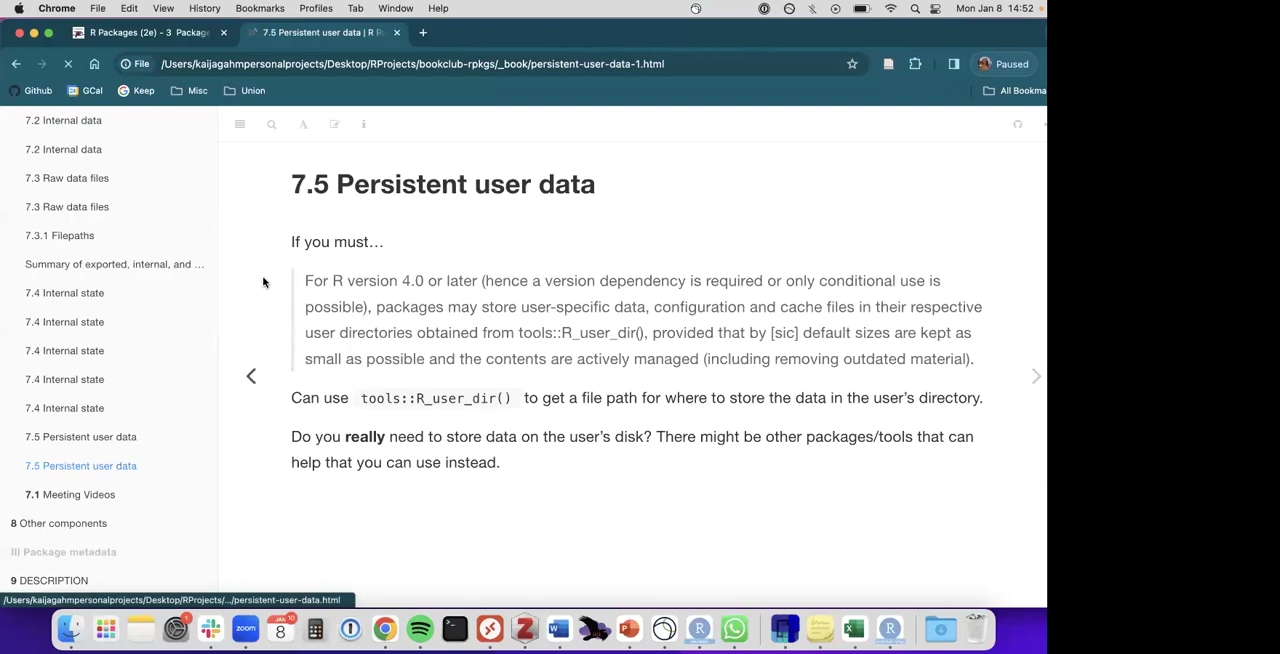 Chrome File Edit View History Bookmarks Profiles Tab Window Help Mon Jan 8 14:52
R Packages (2e) - 3 Package 7.5 Persistent user data | R P
File /Users/kaijagahmpersonalprojects/Desktop/RProjects/bookclub-rpkgs/_book/persistent-user-data-1.html Paused
Github GCal Keep Misc Union All Bookma
7.2 Internal data
7.2 Internal data
7.3 Raw data files
7.3 Raw data files
7.3.1 Filepaths
Summary of exported, internal, and ...
7.4 Internal state
7.4 Internal state
7.4 Internal state
7.4 Internal state
7.4 Internal state
7.5 Persistent user data
7.5 Persistent user data
7.1 Meeting Videos
8 Other components
III Package metadata
9 DESCRIPTION
7.5 Persistent user data
If you must…
For R version 4.0 or later (hence a version dependency is required or only conditional use is
possible), packages may store user-specific data, configuration and cache files in their respective
user directories obtained from tools::R_user_dir(), provided that by [sic] default sizes are kept as
small as possible and the contents are actively managed (including removing outdated material).
Can use tools::R_user_dir() to get a file path for where to store the data in the user's directory.
Do you really need to store data on the user's disk? There might be other packages/tools that can
help that you can use instead.
/Users/kaijagahmpersonalprojects/Desktop/RProjects/.../persistent-user-data.html
zoom
JAN
8